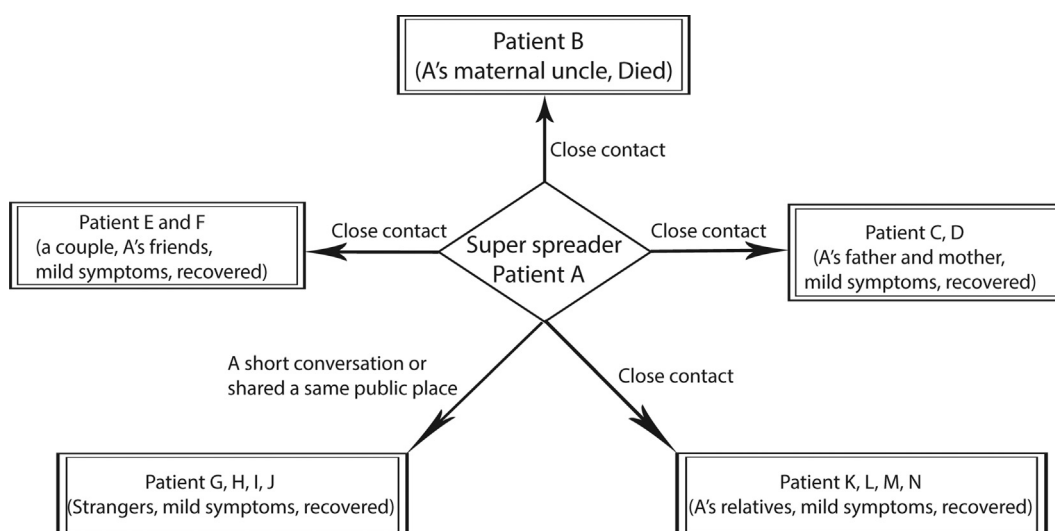 Patient B
(A's maternal uncle, Died)
Close contact
Patient E and F
(a couple, A's friends,
mild symptoms, recovered)
Close contact
Super spreader
Patient A
Close contact
Patient C, D
(A's father and mother,
mild symptoms, recovered)
A short conversation or
shared a same public place
Close contact
Patient G, H, I, J
(Strangers, mild symptoms, recovered)
Patient K, L, M, N
(A's relatives, mild symptoms, recovered)